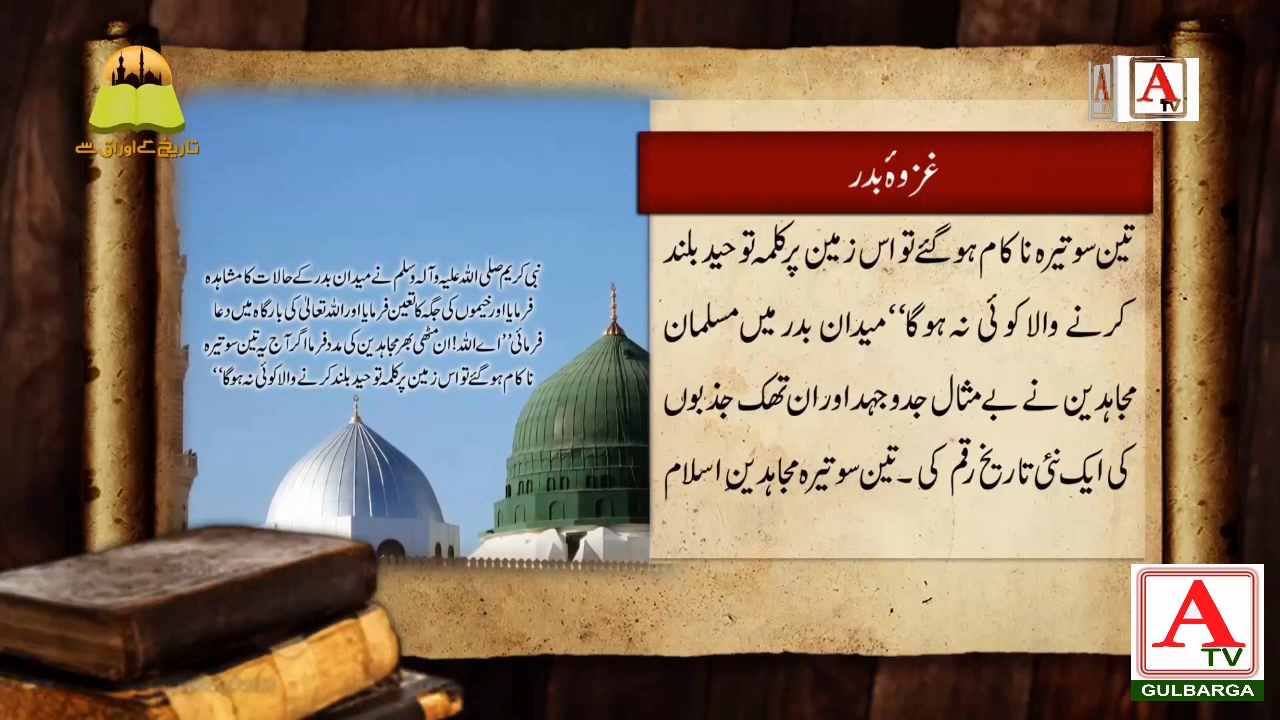 تاریخ کے اوراق سے
A
A
TV
غزوۂ بدر
تین سو تیرہ ناکام ہو گئے تو اس زمین پر کلمہ توحید بلند
کرنے والا کوئی نہ ہو گا‘‘ میدان بدر میں مسلمان
مجاہدین نے بے مثال جدوجہد اور ان تھک جذبوں
کی ایک نئی تاریخ رقم کی۔ تین سو تیرہ مجاہدینِ اسلام
نبی کریم صلی اللہ علیہ وآلہ وسلم نے میدان بدر کے حالات کا مشاہدہ
فرمایا اور خیموں کی جگہ کا تعین فرمایا اور اللہ تعالیٰ کی بارگاہ میں دعا
فرمائی’’ اے اللہ! ان مٹھی بھر مجاہدین کی مدد فرما اگر آج یہ تین سو تیرہ
ناکام ہو گئے تو اس زمین پر کلمہ توحید بلند کرنے والا کوئی نہ ہو گا‘‘
A
TV
GULBARGA